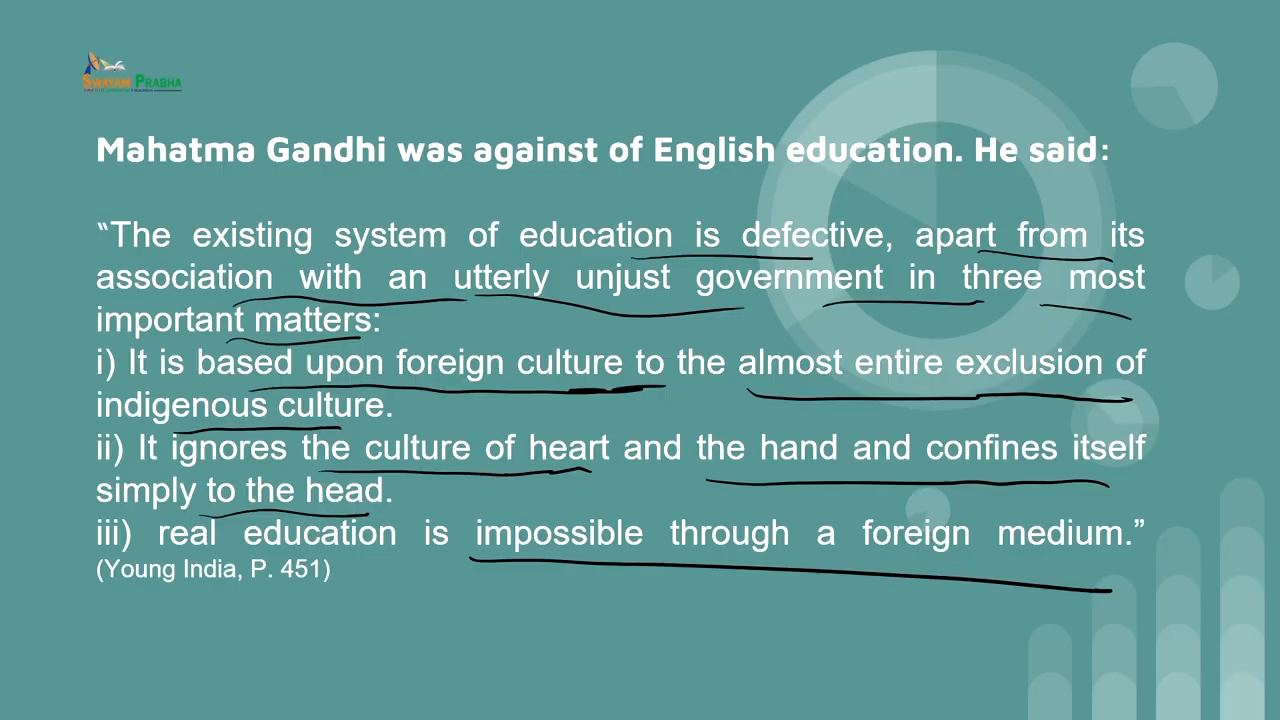 SWAYAM PRABHA
Mahatma Gandhi was against of English education. He said:
“The existing system of education is defective, apart from its
association with an utterly unjust government in three most
important matters:
i) It is based upon foreign culture to the almost entire exclusion of
indigenous culture.
ii) It ignores the culture of heart and the hand and confines itself
simply to the head.
iii) real education is impossible through a foreign medium.”
(Young India, P. 451)